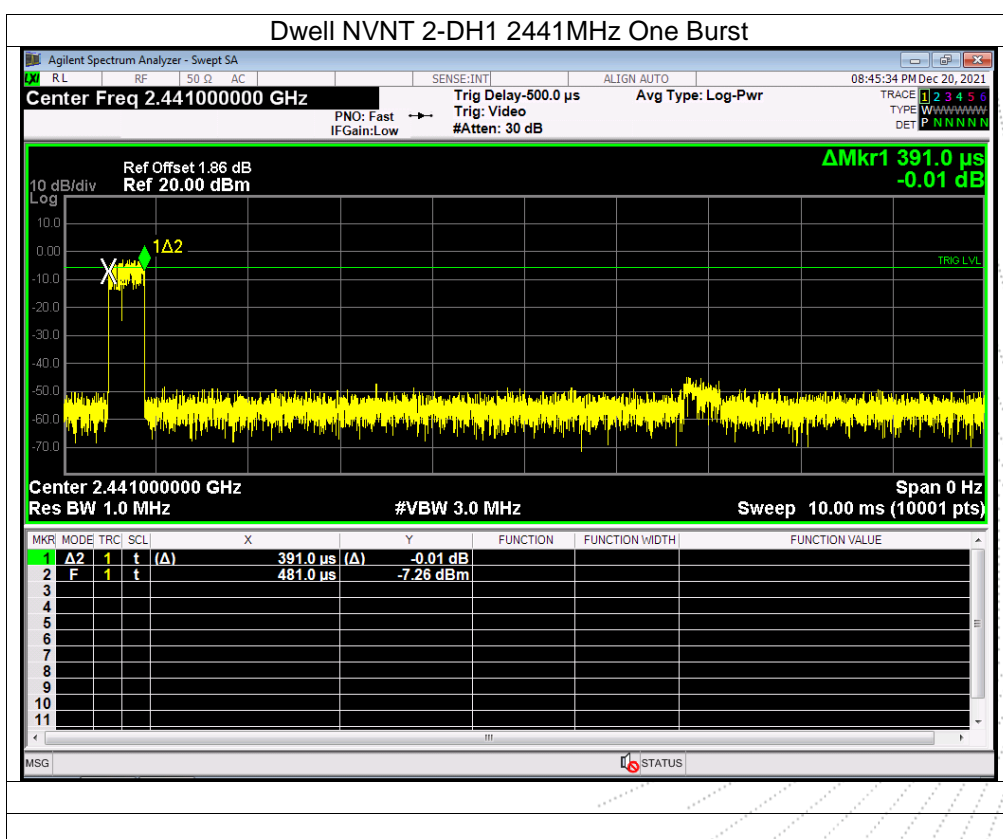 Dwell NVNT 2-DH1 2441MHz One Burst
Agilent Spectrum Analyzer - Swept SA
LXI RL RF 50 Ω AC SENSE:INT ALIGN AUTO 08:45:34 PM Dec 20, 2021
Center Freq 2.441000000 GHz Trig Delay-500.0 µs Avg Type: Log-Pwr TRACE 1 2 3 4 5 6
PNO: Fast Trig: Video TYPE WWWWWW
IFGain:Low #Atten: 30 dB DET P N N N N N
ΔMkr1 391.0 µs
-0.01 dB
Ref Offset 1.86 dB
10 dB/div Ref 20.00 dBm
Log
10.0
0.00
1Δ2
TRIG LVL
-10.0
-20.0
-30.0
-40.0
-50.0
-60.0
-70.0
Center 2.441000000 GHz Span 0 Hz
Res BW 1.0 MHz #VBW 3.0 MHz Sweep 10.00 ms (10001 pts)
MKR MODE TRC SCL X Y FUNCTION FUNCTION WIDTH FUNCTION VALUE
1 Δ2 1 t (Δ) 391.0 µs (Δ) -0.01 dB
2 F 1 t 481.0 µs -7.26 dBm
3
4
5
6
7
8
9
10
11
MSG STATUS